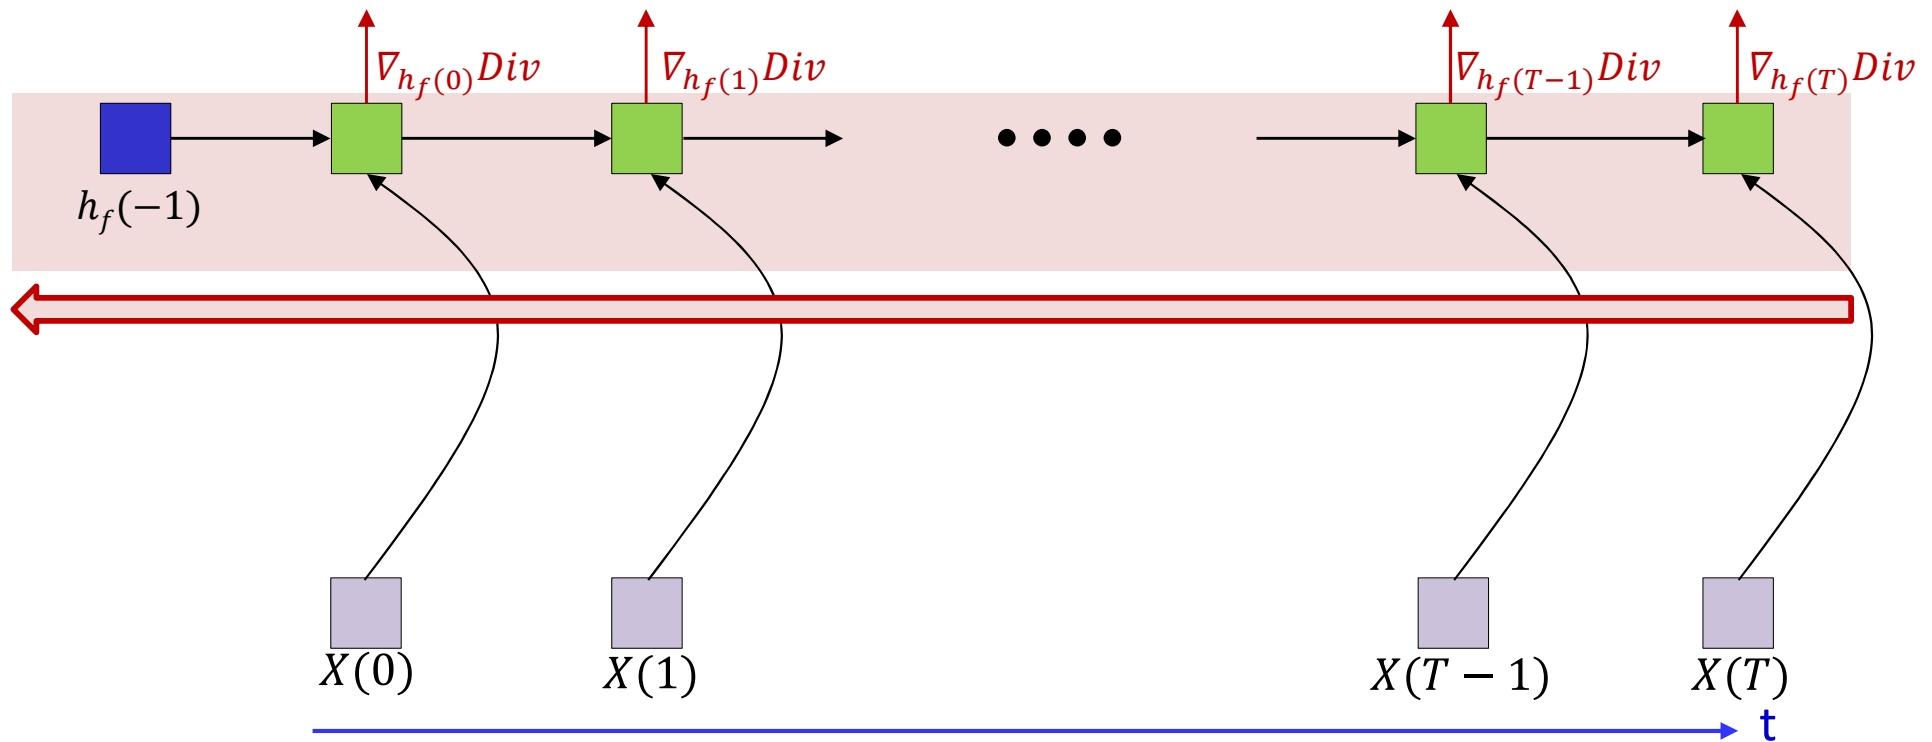 ∇_{h_f(0)}Div ∇_{h_f(1)}Div ∇_{h_f(T−1)}Div ∇_{h_f(T)}Div
h_f(−1)
X(0) X(1) X(T − 1) X(T)
t